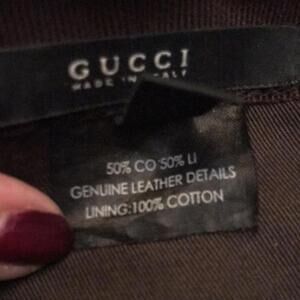 GUCCI
MADE IN ITALY
50% CO 50% LI
GENUINE LEATHER DETAILS
LINING:100% COTTON